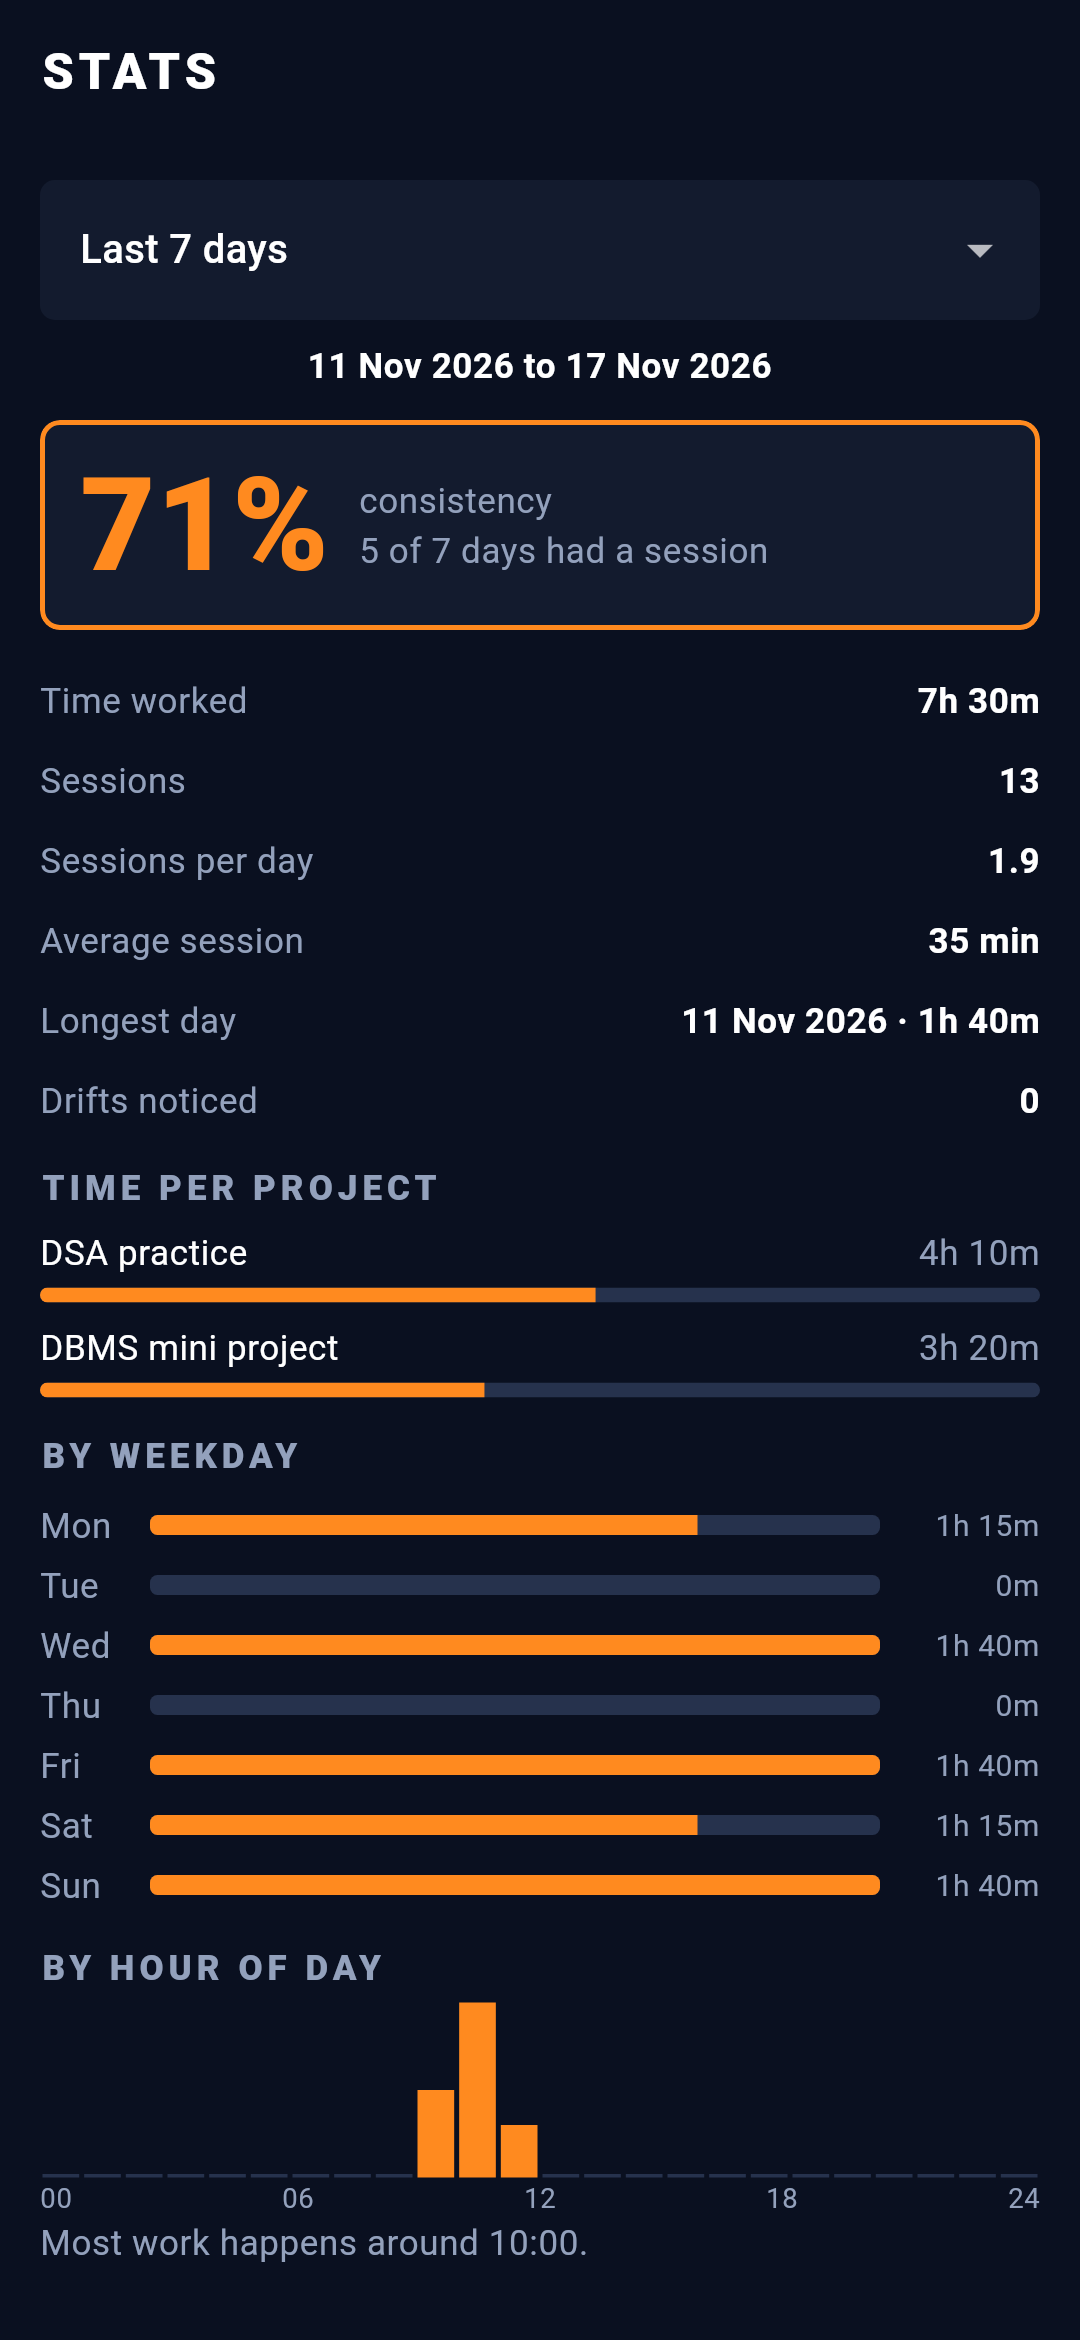 STATS
Last 7 days
11 Nov 2026 to 17 Nov 2026
71%
consistency
5 of 7 days had a session
Time worked 7h 30m
Sessions 13
Sessions per day 1.9
Average session 35 min
Longest day 11 Nov 2026 · 1h 40m
Drifts noticed 0
TIME PER PROJECT
DSA practice 4h 10m
DBMS mini project 3h 20m
BY WEEKDAY
Mon 1h 15m
Tue 0m
Wed 1h 40m
Thu 0m
Fri 1h 40m
Sat 1h 15m
Sun 1h 40m
BY HOUR OF DAY
00 06 12 18 24
Most work happens around 10:00.